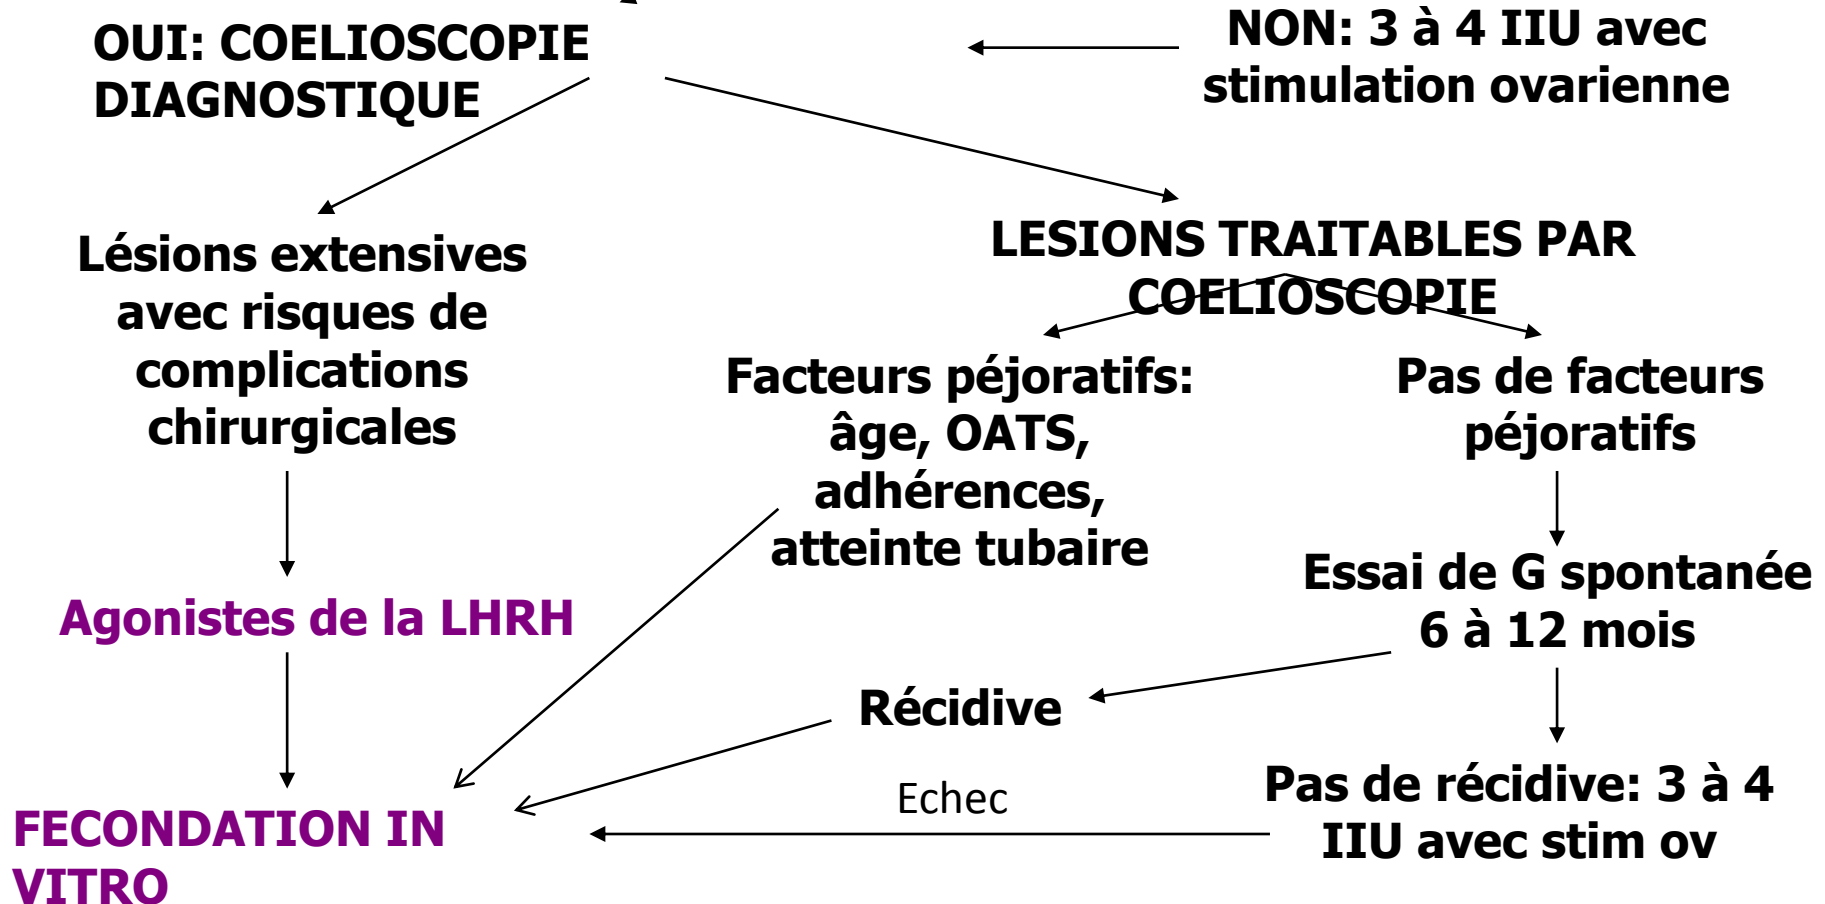 OUI: COELIOSCOPIE
DIAGNOSTIQUE
NON: 3 à 4 IIU avec
stimulation ovarienne
Lésions extensives
avec risques de
complications
chirurgicales
LESIONS TRAITABLES PAR
COELIOSCOPIE
Facteurs péjoratifs:
âge, OATS,
adhérences,
atteinte tubaire
Pas de facteurs
péjoratifs
Agonistes de la LHRH
Essai de G spontanée
6 à 12 mois
Récidive
Echec
Pas de récidive: 3 à 4
IIU avec stim ov
FECONDATION IN
VITRO